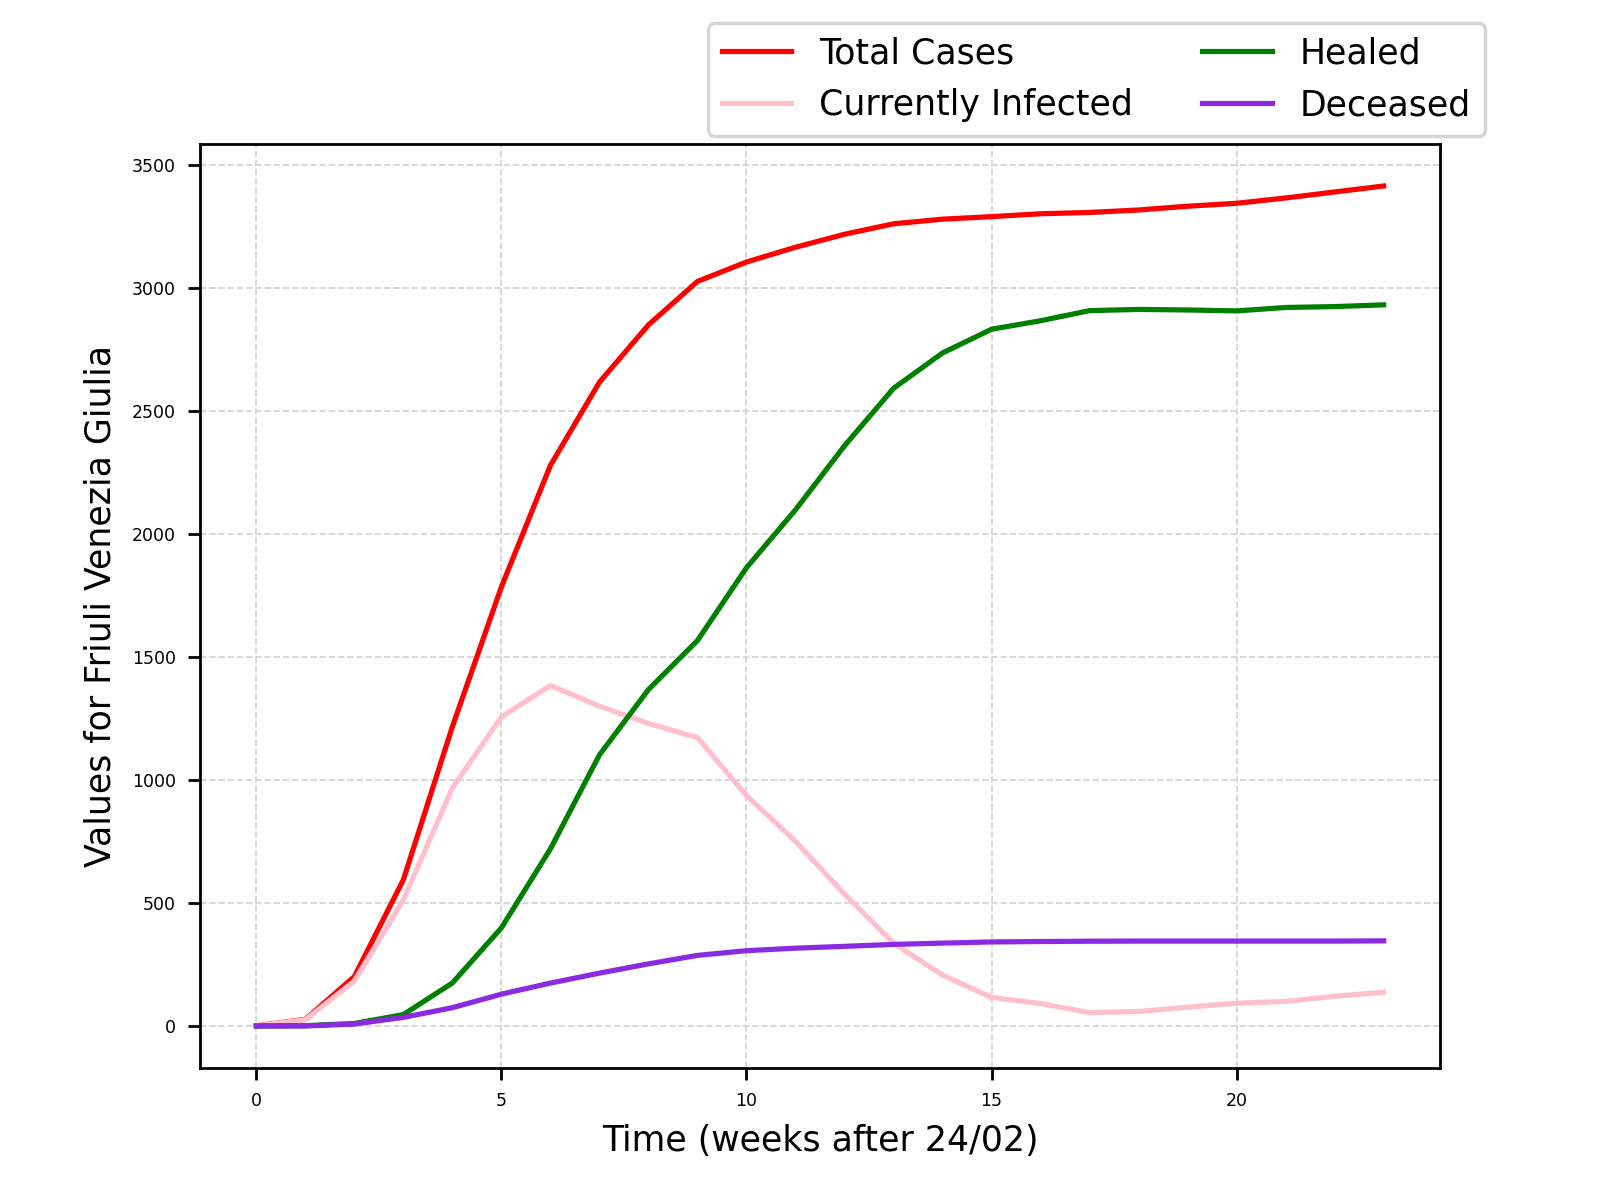 Total Cases
Currently Infected
Healed
Deceased
Values for Friuli Venezia Giulia
3500
3000
2500
2000
1500
1000
500
0
0 5 10 15 20
Time (weeks after 24/02)